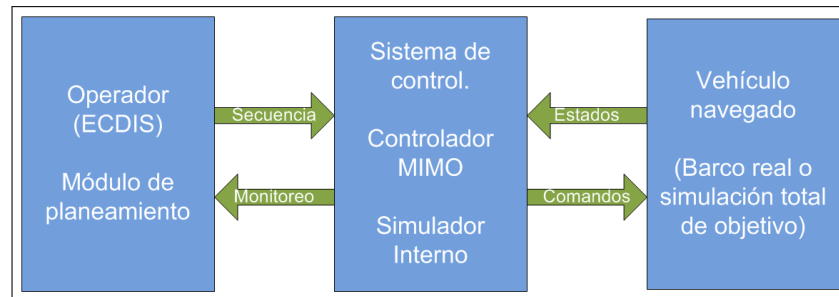 Operador
(ECDIS)
Módulo de
planeamiento
Secuencia
Monitoreo
Sistema de
control.
Controlador
MIMO
Simulador
Interno
Estados
Comandos
Vehículo
navegado
(Barco real o
simulación total
de objetivo)